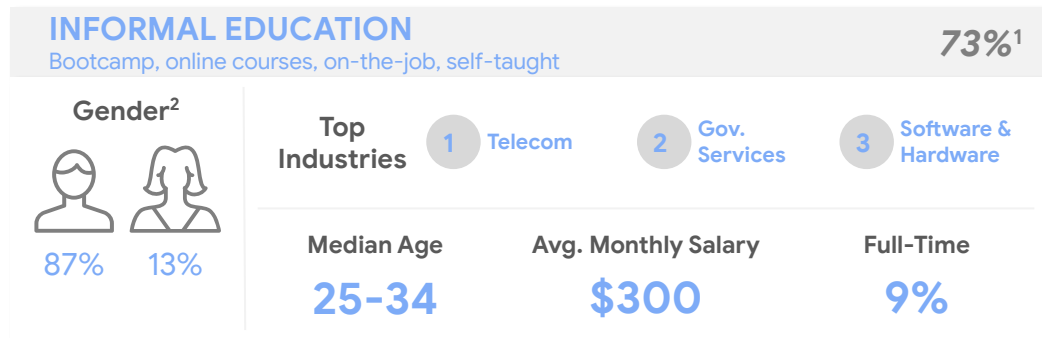 INFORMAL EDUCATION
Bootcamp, online courses, on-the-job, self-taught
73%¹
Gender²
87% 13%
Top
Industries
1 Telecom
2 Gov.
Services
3 Software &
Hardware
Median Age
25-34
Avg. Monthly Salary
$300
Full-Time
9%